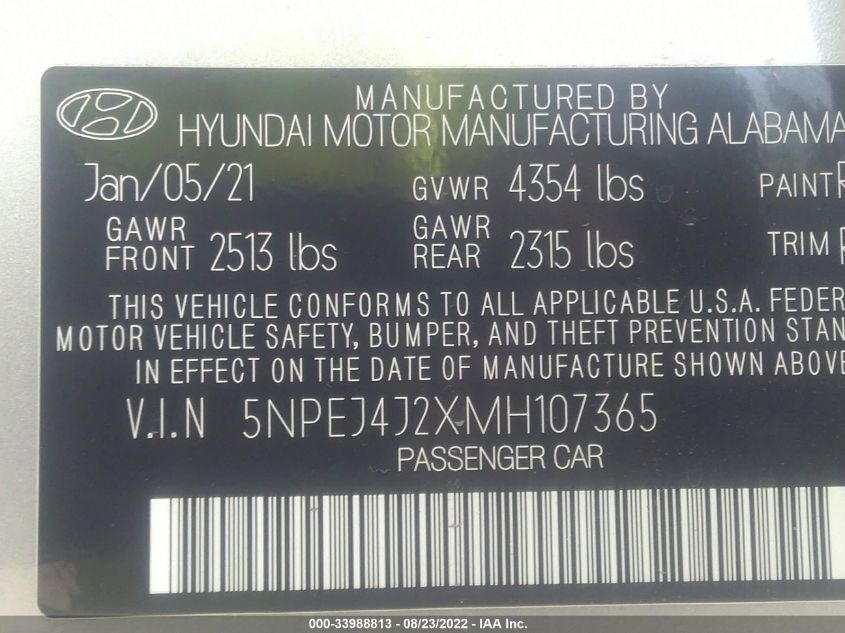 MANUFACTURED BY
HYUNDAI MOTOR MANUFACTURING ALABAMA
Jan/05/21 GVWR 4354 lbs PAINT
GAWR FRONT 2513 lbs GAWR REAR 2315 lbs TRIM
THIS VEHICLE CONFORMS TO ALL APPLICABLE U.S.A. FEDER
MOTOR VEHICLE SAFETY, BUMPER, AND THEFT PREVENTION STAN
IN EFFECT ON THE DATE OF MANUFACTURE SHOWN ABOVE
V.I.N 5NPEJ4J2XMH107365
PASSENGER CAR
000-33988813 - 08/23/2022 - IAA Inc.